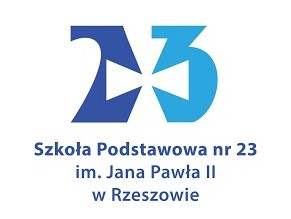 23
Szkoła Podstawowa nr 23
im. Jana Pawła II
w Rzeszowie